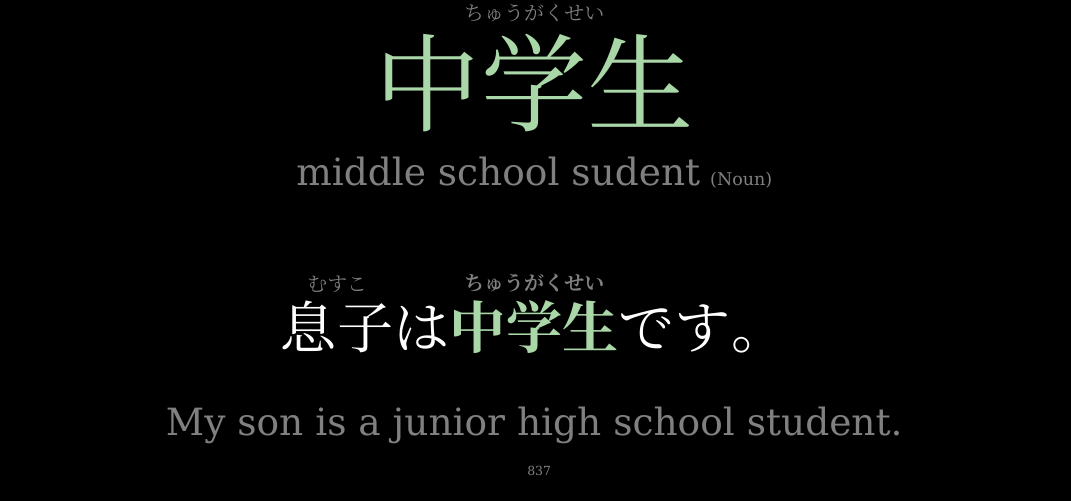 ちゅうがくせい
中学生
middle school sudent (Noun)
むすこ ちゅうがくせい
息子は中学生です。
My son is a junior high school student.
837